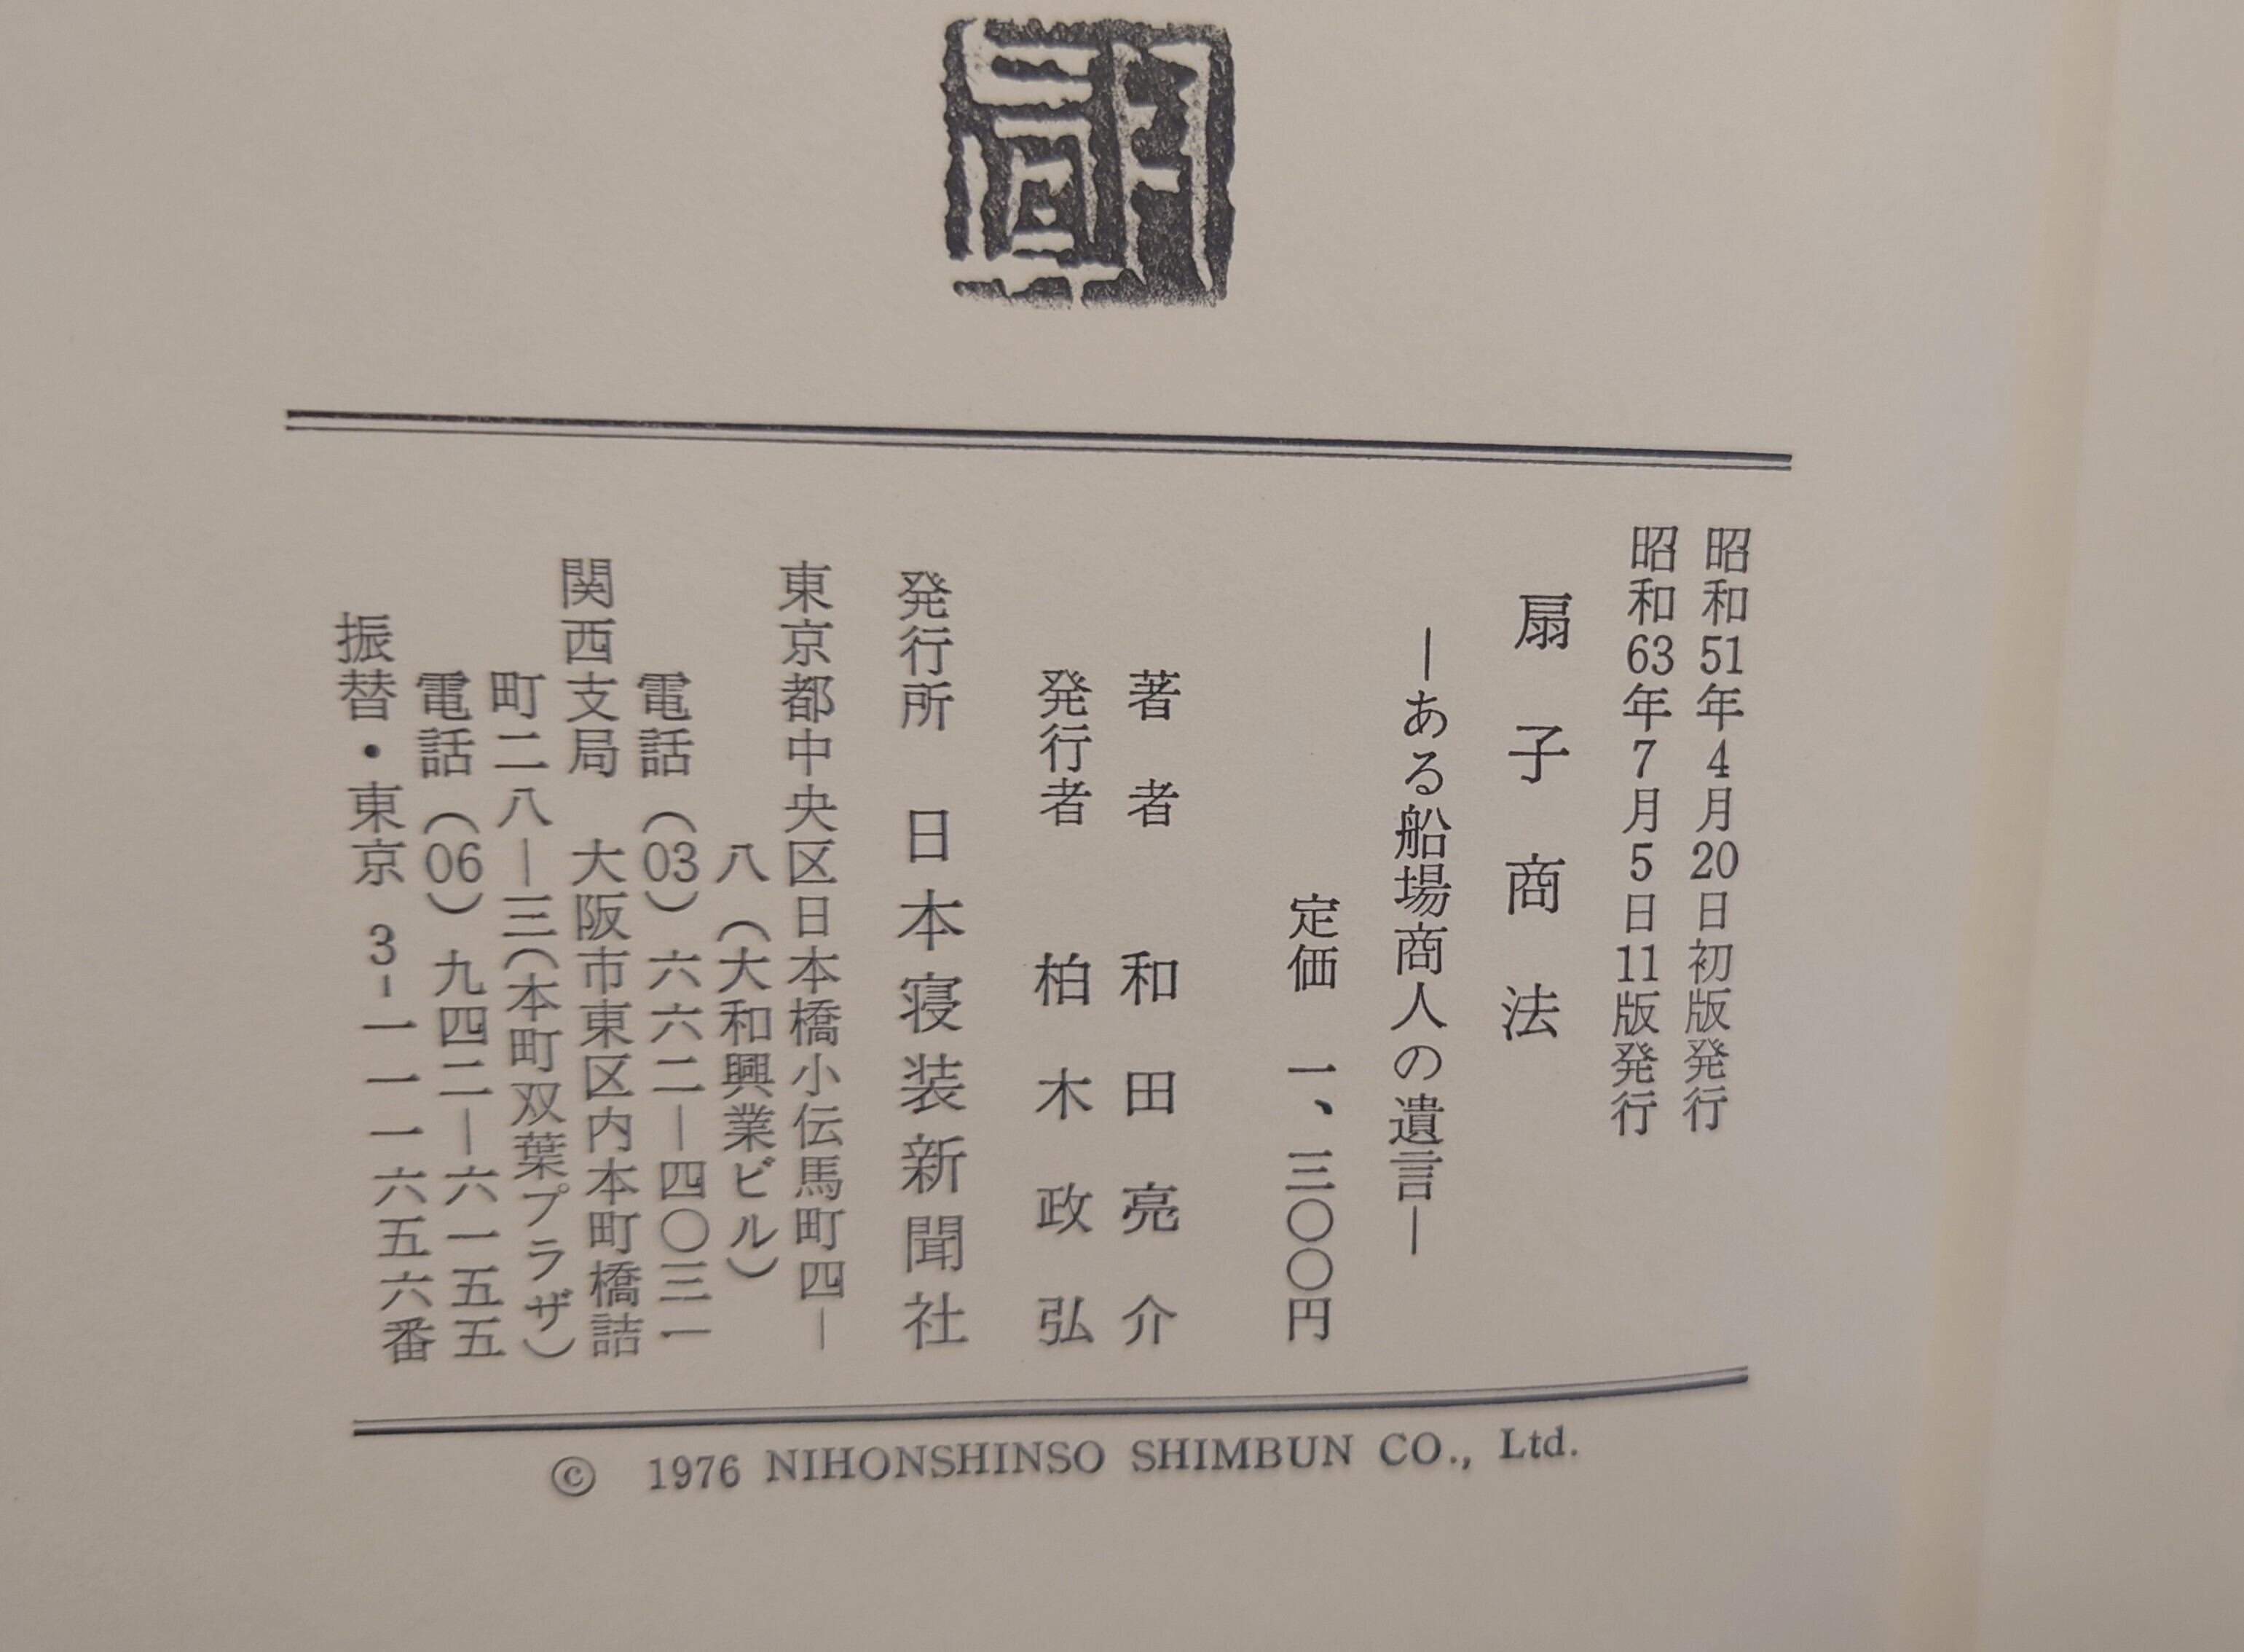 昭和51年4月20日初版発行
昭和63年7月5日11版発行
扇子商法
―ある船場商人の遺言―
定価 一、三〇〇円
著者 和田亮介
発行者 柏木政弘
発行所 日本寝装新聞社
東京都中央区日本橋小伝馬町四―
八(大和興業ビル)
電話(03)六六二―四〇三一
関西支局 大阪市東区内本町橋詰
町二八―三(本町双葉プラザ)
電話(06)九四二―六一五五
振替・東京 3-一一一六五六番
© 1976 NIHONSHINSO SHIMBUN CO., Ltd.